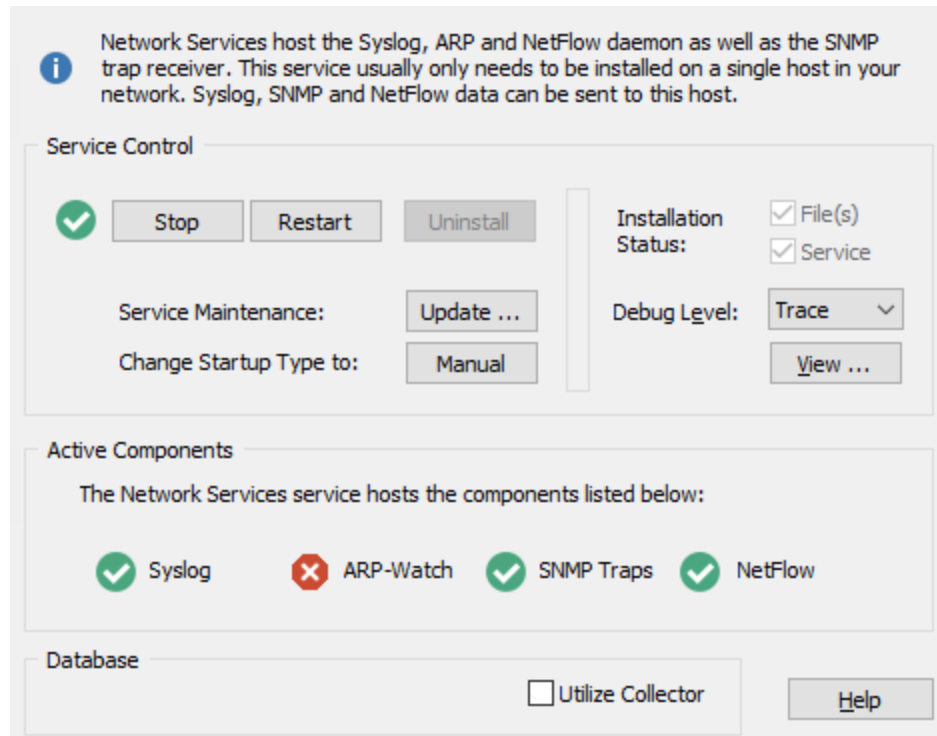 Network Services host the Syslog, ARP and NetFlow daemon as well as the SNMP
trap receiver. This service usually only needs to be installed on a single host in your
network. Syslog, SNMP and NetFlow data can be sent to this host.
Service Control
Stop Restart Uninstall
Installation
Status:
File(s)
Service
Service Maintenance: Update ...
Debug Level: Trace
Change Startup Type to: Manual
View ...
Active Components
The Network Services service hosts the components listed below:
Syslog ARP-Watch SNMP Traps NetFlow
Database
Utilize Collector
Help